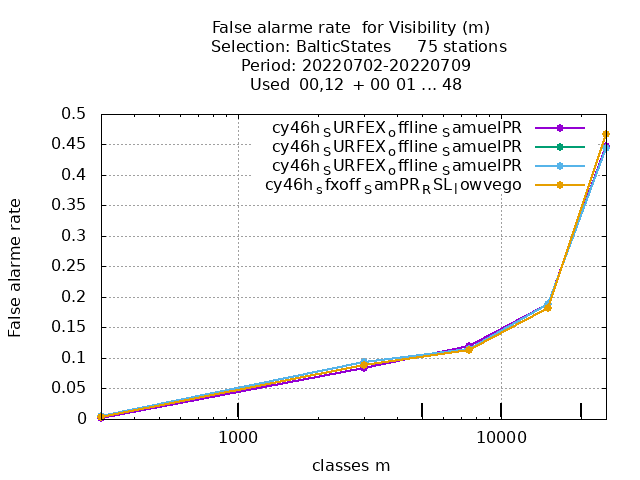 False alarme rate  for Visibility (m)
Selection: BalticStates     75 stations
Period: 20220702-20220709
Used  00,12  + 00 01 ... 48
0.5
0.45
0.4
0.35
0.3
0.25
0.2
0.15
0.1
0.05
0
False alarme rate
cy46h_SURFEX_offline_SamuelPR
cy46h_SURFEX_offline_SamuelPR
cy46h_SURFEX_offline_SamuelPR
cy46h_sfxoff_SamPR_RSL_lowvego
1000
10000
classes m